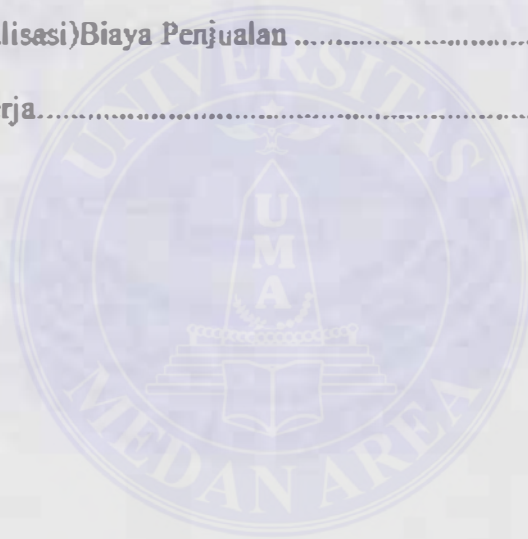 lisasi)Biaya Penjualan ........................
rja........................................................
UNIVERSITAS
U
M
A
MEDAN AREA